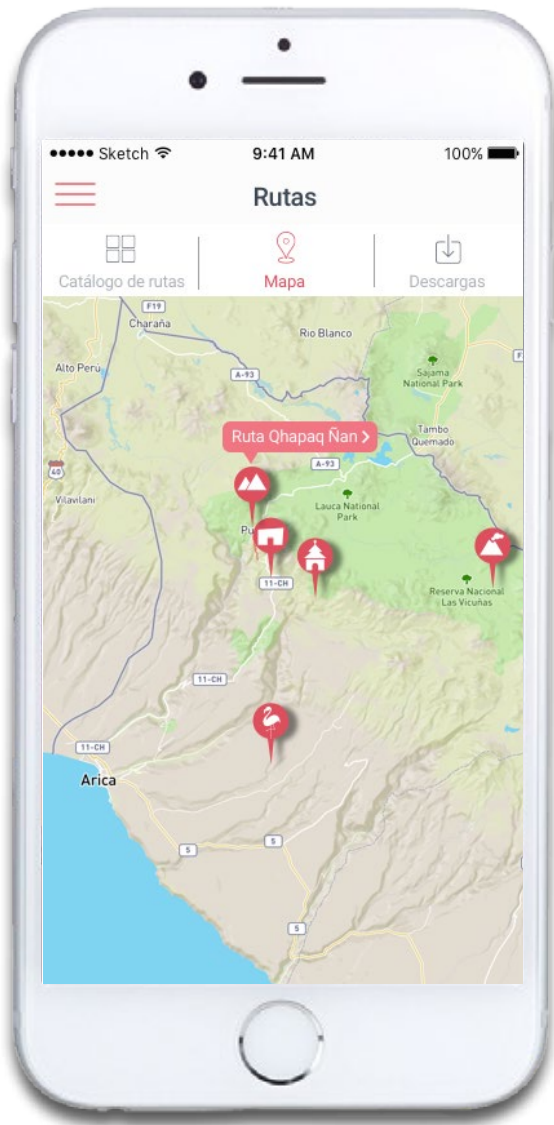 Sketch 9:41 AM 100%
Rutas
Catálogo de rutas Mapa Descargas
F19
Charaña
Rio Blanco
Alto Perú
A-93
Sajama
National Park
F
Tambo
Quemado
Ruta Qhapaq Ñan
A-93
40
Vilavilani
Lauca National
Park
Pu
11-CH
Reserva Nacional
Las Vicuñas
11-CH
11-CH
Arica
5
5
5